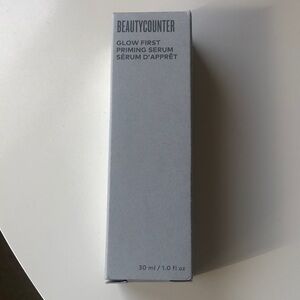 BEAUTYCOUNTER
GLOW FIRST
PRIMING SERUM
SÉRUM D'APPRÊT
30 ml / 1.0 fl oz